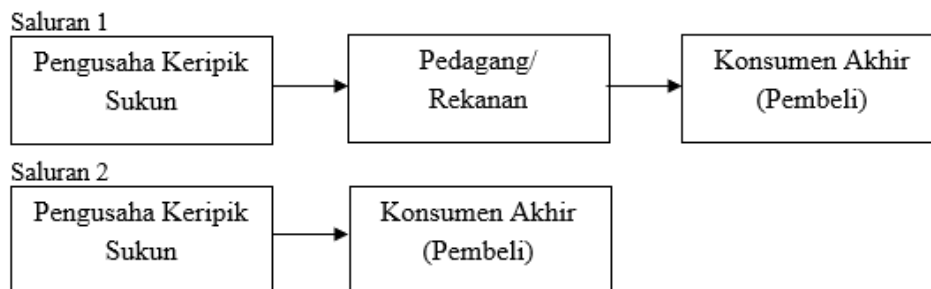 Saluran 1
Pengusaha Keripik
Sukun
Pedagang/
Rekanan
Konsumen Akhir
(Pembeli)
Saluran 2
Pengusaha Keripik
Sukun
Konsumen Akhir
(Pembeli)